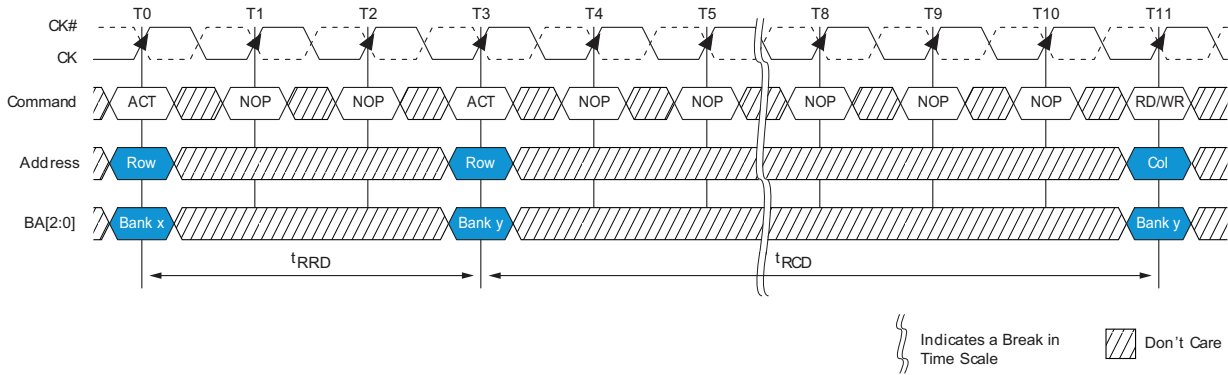 T0 T1 T2 T3 T4 T5 T8 T9 T10 T11
CK#
CK
Command ACT NOP NOP ACT NOP NOP NOP NOP NOP RD/WR
Address Row Row Col
BA[2:0] Bank x Bank y Bank y
tRRD tRCD
Indicates a Break in
Time Scale
Don't Care